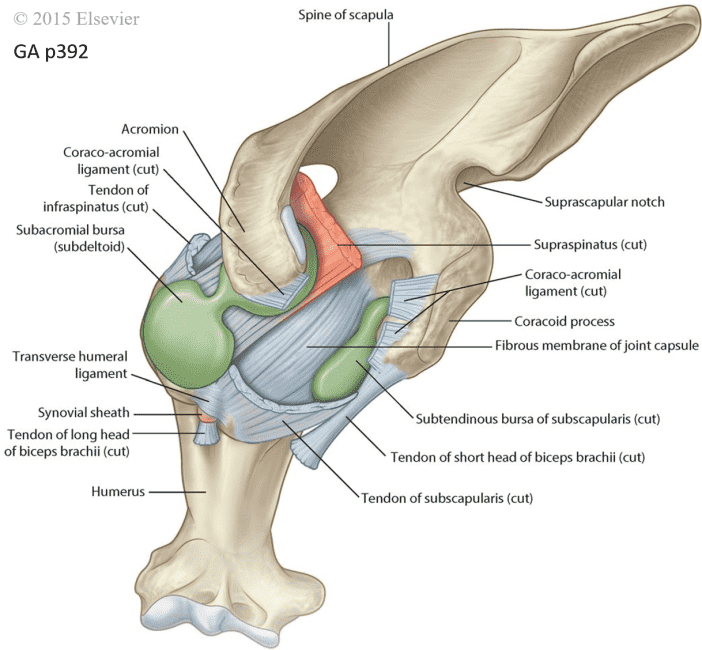 © 2015 Elsevier
GA p392
Spine of scapula
Acromion
Coraco-acromial
ligament (cut)
Tendon of
infraspinatus (cut)
Subacromial bursa
(subdeltoid)
Transverse humeral
ligament
Synovial sheath
Tendon of long head
of biceps brachii (cut)
Humerus
Suprascapular notch
Supraspinatus (cut)
Coraco-acromial
ligament (cut)
Coracoid process
Fibrous membrane of joint capsule
Subtendinous bursa of subscapularis (cut)
Tendon of short head of biceps brachii (cut)
Tendon of subscapularis (cut)